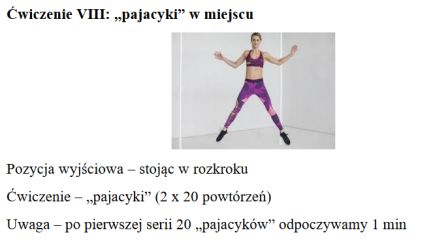 Ćwiczenie VIII: „pajacyki” w miejscu
Pozycja wyjściowa – stojąc w rozkroku
Ćwiczenie – „pajacyki” (2 x 20 powtórzeń)
Uwaga – po pierwszej serii 20 „pajacyków” odpoczywamy 1 min